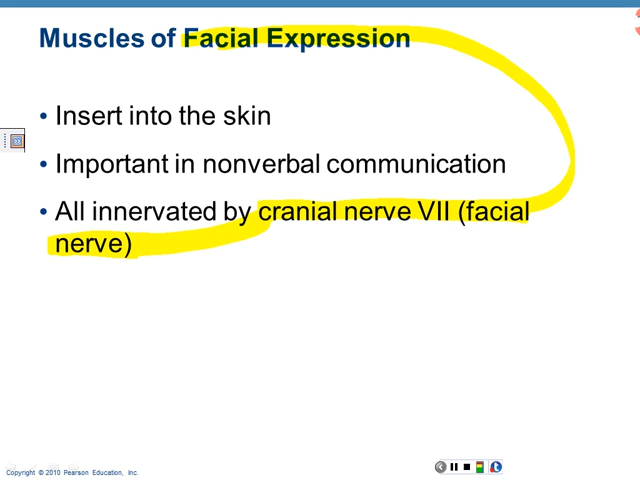 Muscles of Facial Expression
• Insert into the skin
• Important in nonverbal communication
• All innervated by cranial nerve VII (facial
nerve)
Copyright © 2010 Pearson Education, Inc.